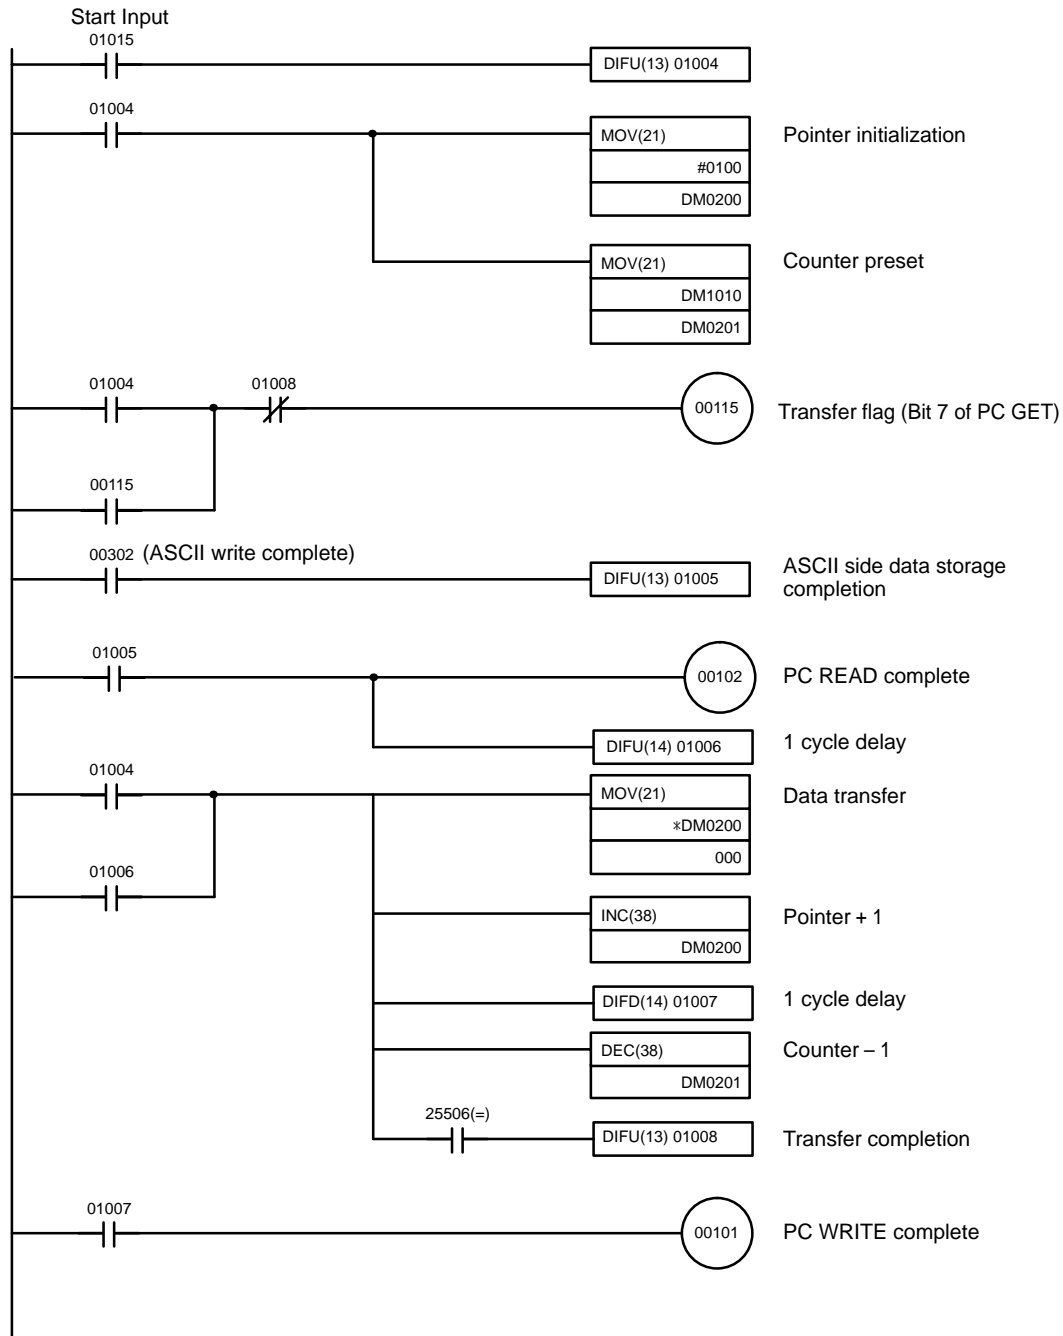 Start Input
01015
DIFU(13) 01004
01004
MOV(21)
Pointer initialization
#0100
DM0200
MOV(21)
Counter preset
DM1010
DM0201
01004
01008
00115
Transfer flag (Bit 7 of PC GET)
00115
00302 (ASCII write complete)
DIFU(13) 01005
ASCII side data storage
completion
01005
00102
PC READ complete
DIFU(14) 01006
1 cycle delay
01004
MOV(21)
Data transfer
*DM0200
000
01006
INC(38)
Pointer + 1
DM0200
DIFD(14) 01007
1 cycle delay
DEC(38)
Counter – 1
DM0201
25506(=)
DIFU(13) 01008
Transfer completion
01007
00101
PC WRITE complete